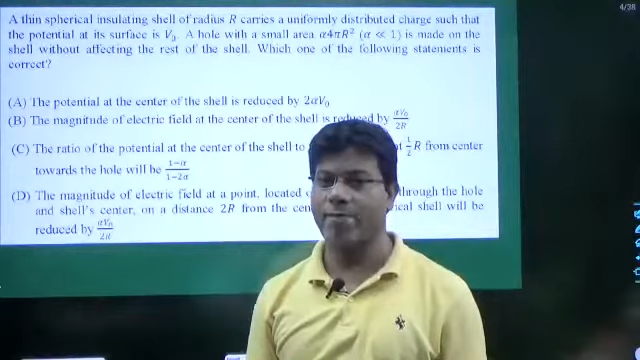 4/38
A thin spherical insulating shell of radius R carries a uniformly distributed charge such that
the potential at its surface is V₀. A hole with a small area α4πR² (α ≪ 1) is made on the
shell without affecting the rest of the shell. Which one of the following statements is
correct?
(A) The potential at the center of the shell is reduced by 2αV₀
(B) The magnitude of electric field at the center of the shell is reduced by αV₀/2R
(C) The ratio of the potential at the center of the shell to at 1/2 R from center
towards the hole will be 1−α/1−2α
(D) The magnitude of electric field at a point, located through the hole
and shell's center, on a distance 2R from the shell will be
reduced by αV₀/2R